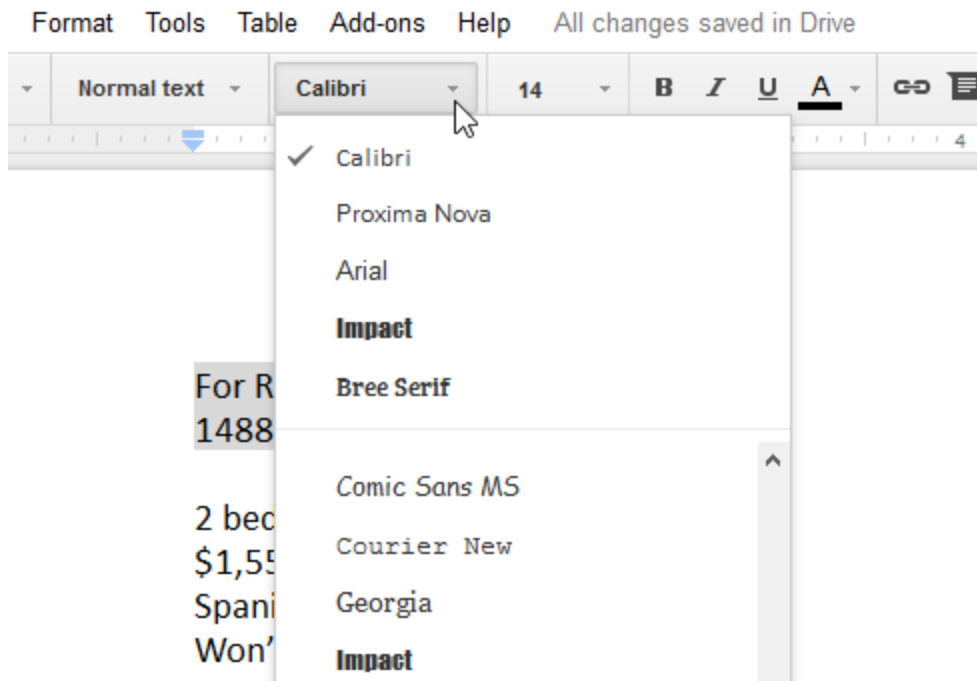 Format Tools Table Add-ons Help All changes saved in Drive
Normal text Calibri 14 B I U A
4
Calibri
Proxima Nova
Arial
Impact
Bree Serif
For R
1488
Comic Sans MS
2 bed
Courier New
$1,55
Georgia
Spani
Won’
Impact